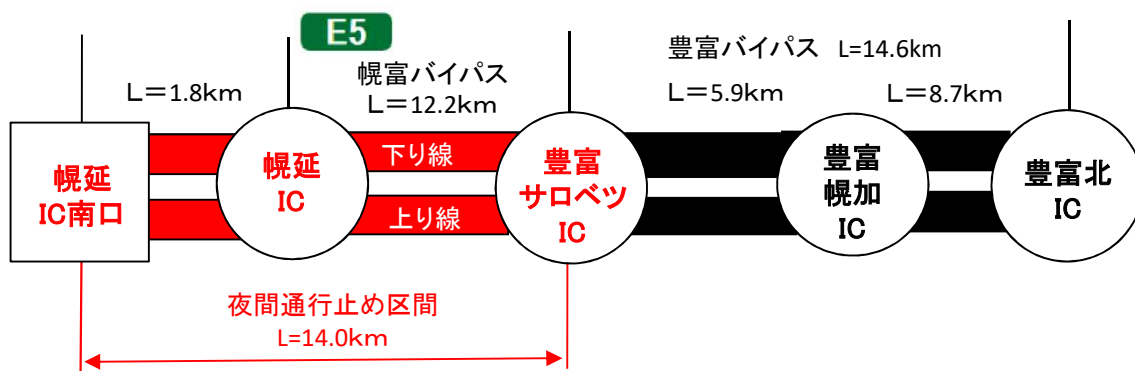 E5
幌富バイパス
L=12.2km
L=1.8km
豊富バイパス L=14.6km
L=5.9km
L=8.7km
下り線
上り線
幌延
IC南口
幌延
IC
豊富
サロベツ
IC
豊富
幌加
IC
豊富北
IC
夜間通行止め区間
L=14.0km